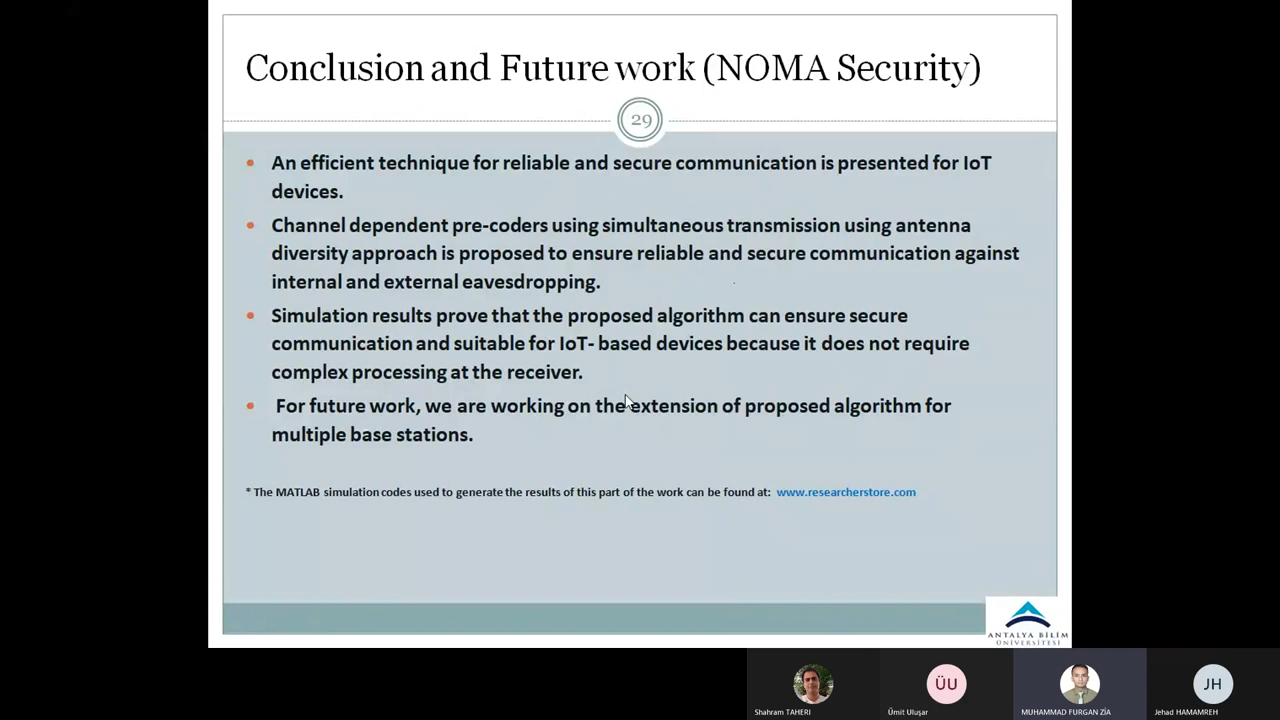 Conclusion and Future work (NOMA Security)
29
• An efficient technique for reliable and secure communication is presented for IoT
devices.
• Channel dependent pre-coders using simultaneous transmission using antenna
diversity approach is proposed to ensure reliable and secure communication against
internal and external eavesdropping.
• Simulation results prove that the proposed algorithm can ensure secure
communication and suitable for IoT- based devices because it does not require
complex processing at the receiver.
• For future work, we are working on the extension of proposed algorithm for
multiple base stations.
* The MATLAB simulation codes used to generate the results of this part of the work can be found at: www.researcherstore.com
ANTALYA BİLİM
ÜNİVERSİTESİ
ÜU
JH
Shahram TAHERI
Ümit Uluşar
MUHAMMAD FURGAN ZİA
Jehad HAMAMREH